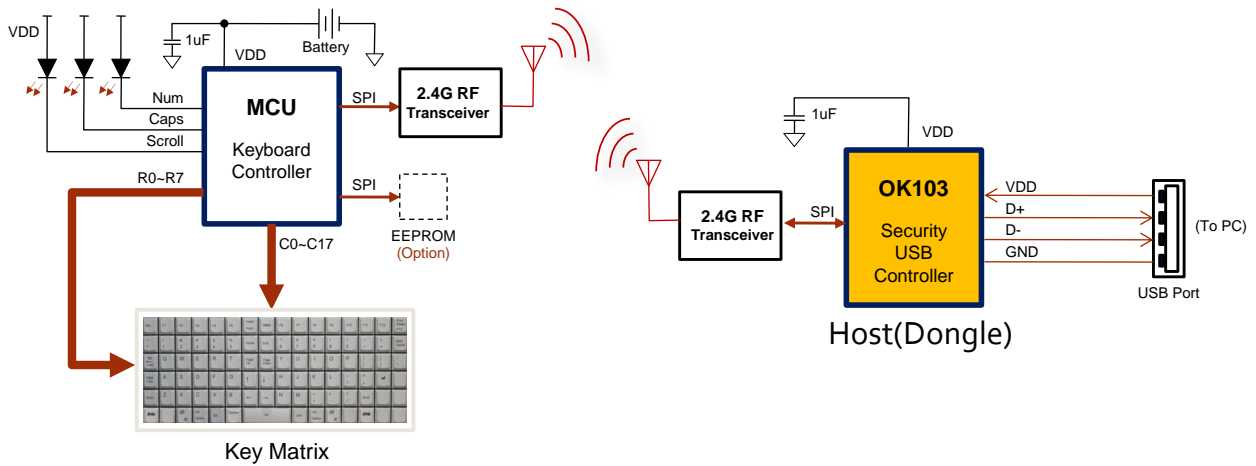 VDD
1uF
VDD
Battery
Num
Caps
Scroll
R0~R7
MCU
Keyboard
Controller
SPI
2.4G RF
Transceiver
SPI
EEPROM
(Option)
C0~C17
Key Matrix
1uF
VDD
2.4G RF
Transceiver
SPI
OK103
Security
USB
Controller
VDD
D+
D-
GND
(To PC)
USB Port
Host(Dongle)